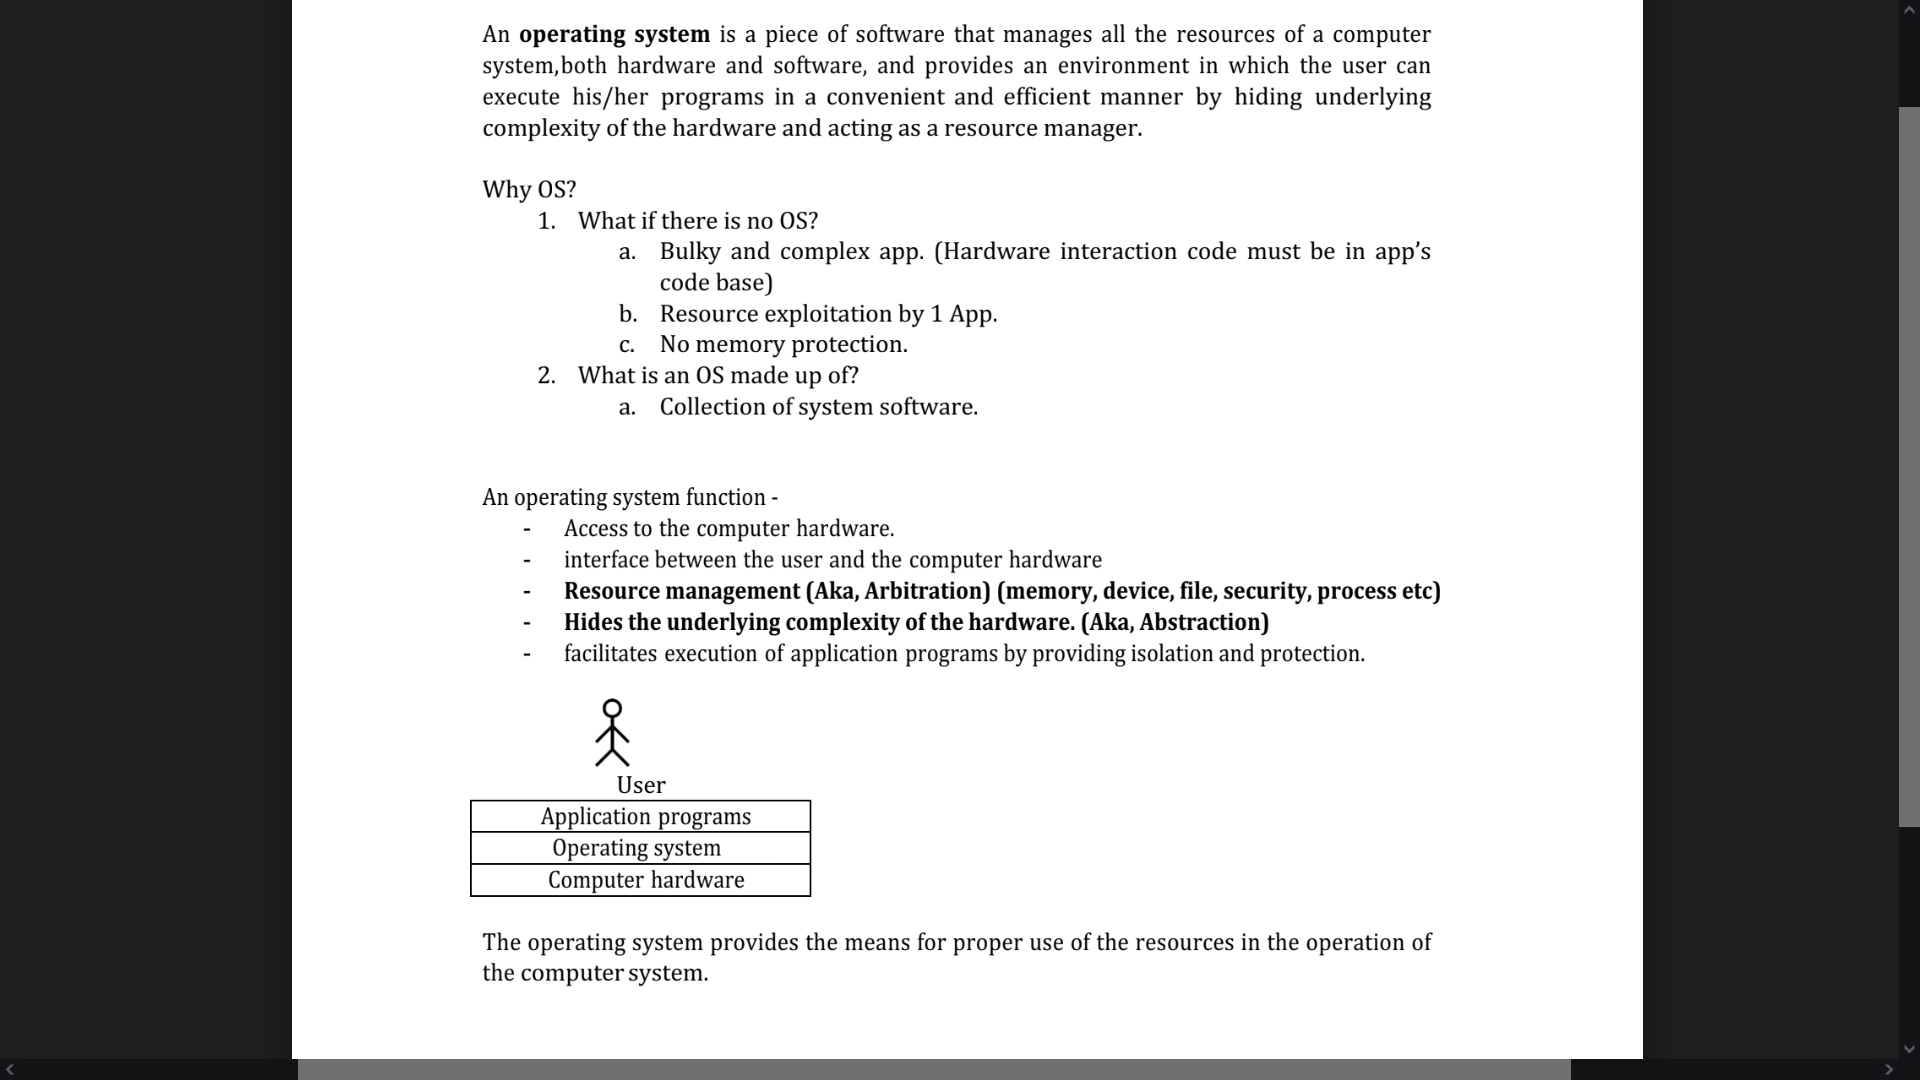 An operating system is a piece of software that manages all the resources of a computer
system,both hardware and software, and provides an environment in which the user can
execute his/her programs in a convenient and efficient manner by hiding underlying
complexity of the hardware and acting as a resource manager.
Why OS?
1. What if there is no OS?
a. Bulky and complex app. (Hardware interaction code must be in app’s
code base)
b. Resource exploitation by 1 App.
c. No memory protection.
2. What is an OS made up of?
a. Collection of system software.
An operating system function -
- Access to the computer hardware.
- interface between the user and the computer hardware
- Resource management (Aka, Arbitration) (memory, device, file, security, process etc)
- Hides the underlying complexity of the hardware. (Aka, Abstraction)
- facilitates execution of application programs by providing isolation and protection.
User
Application programs
Operating system
Computer hardware
The operating system provides the means for proper use of the resources in the operation of
the computer system.